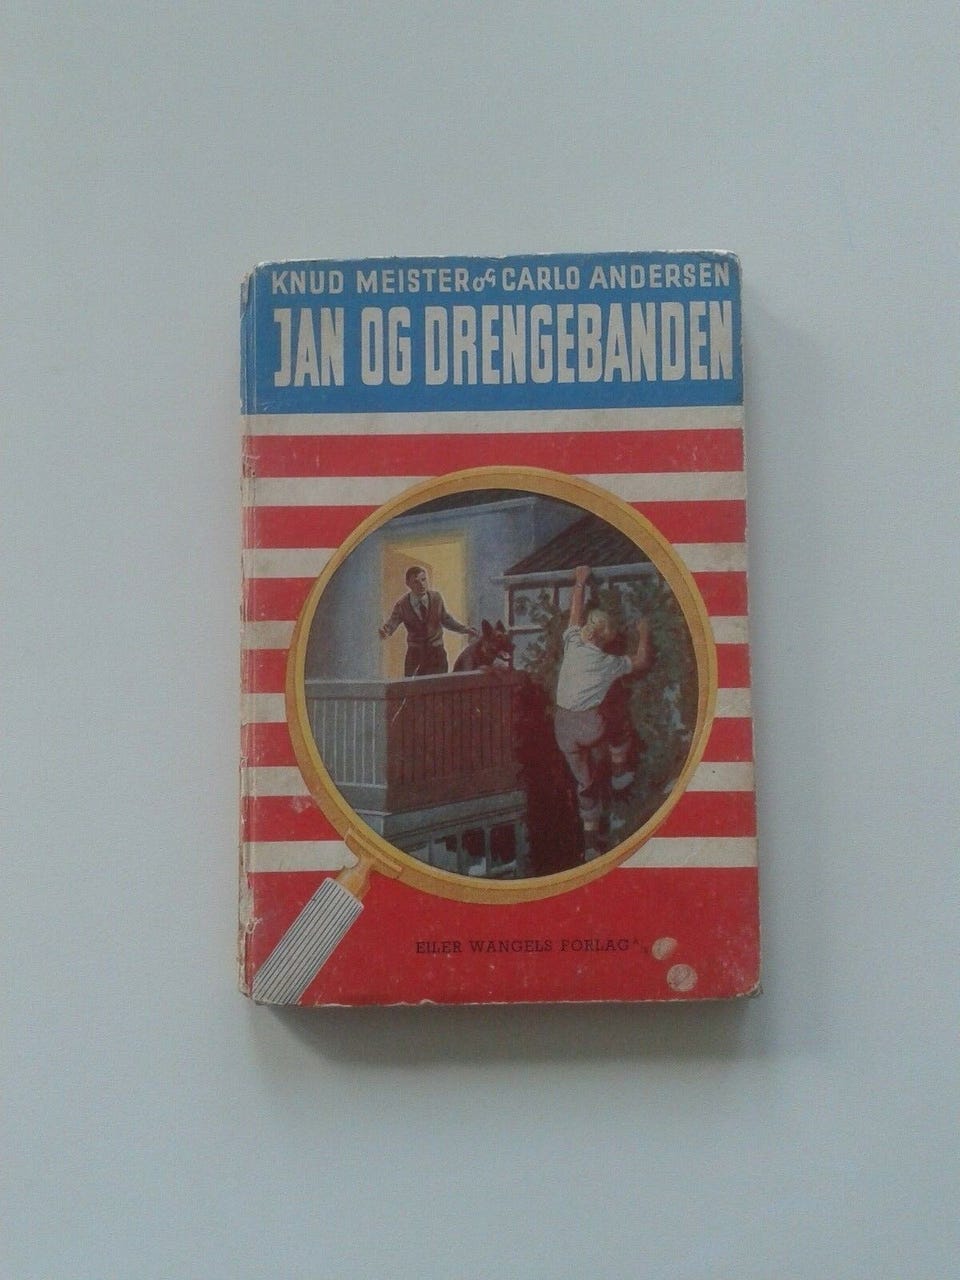 KNUD MEISTER OG CARLO ANDERSEN
JAN OG DRENGEBANDEN
EILER WANGELS FORLAG A/S